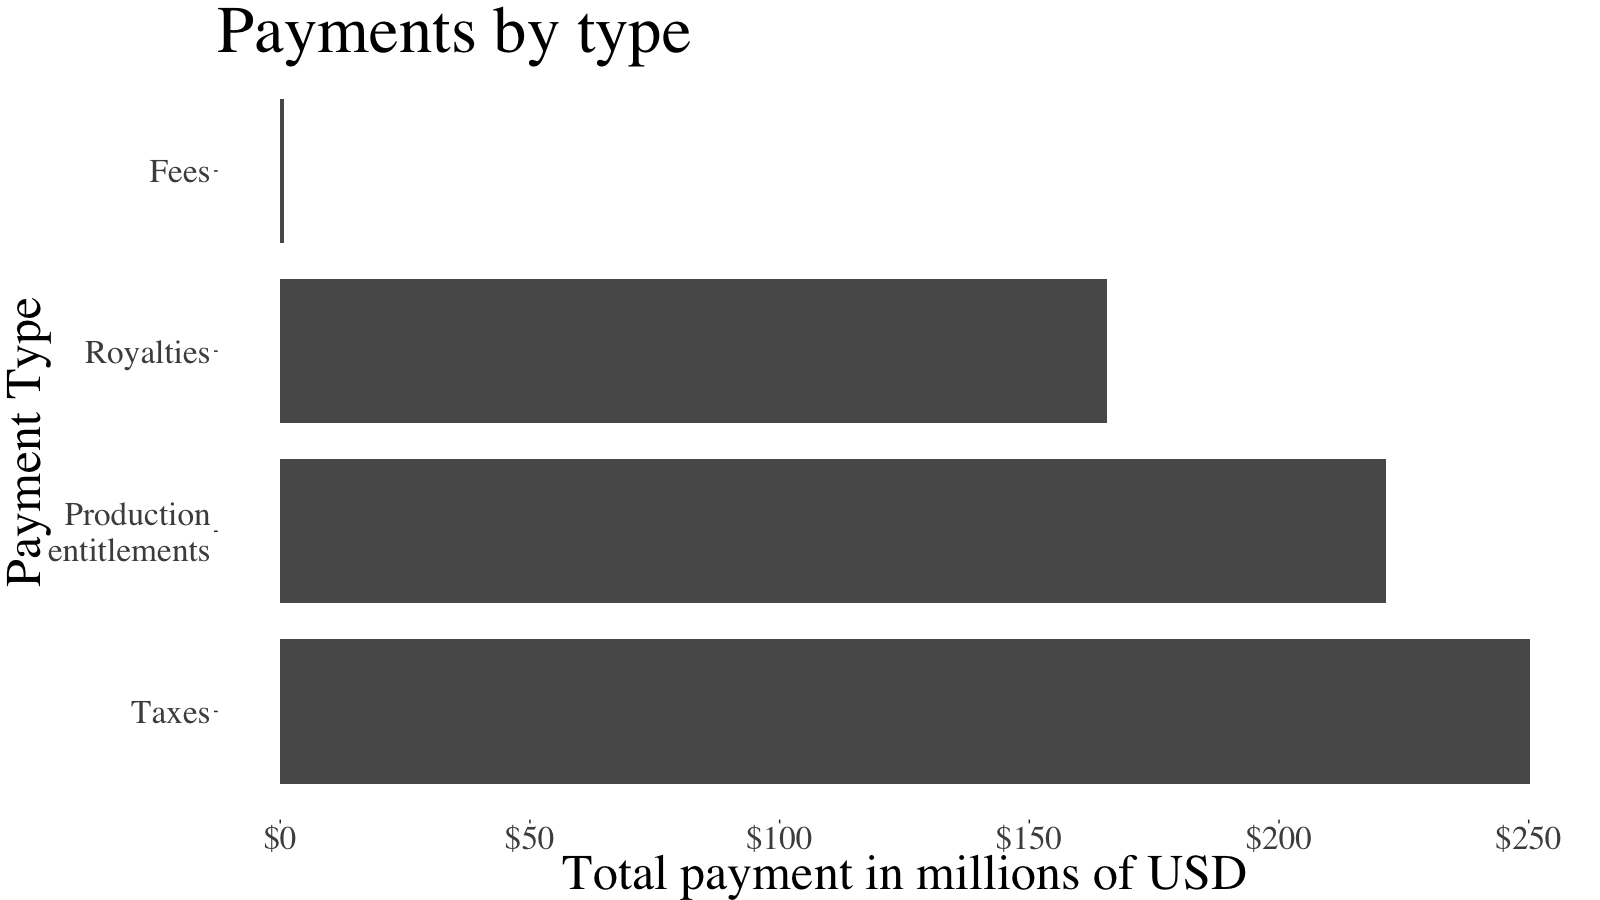 Payments by type
Fees
Royalties
Production
entitlements
Taxes
Payment Type
$0 $50 $100 $150 $200 $250
Total payment in millions of USD